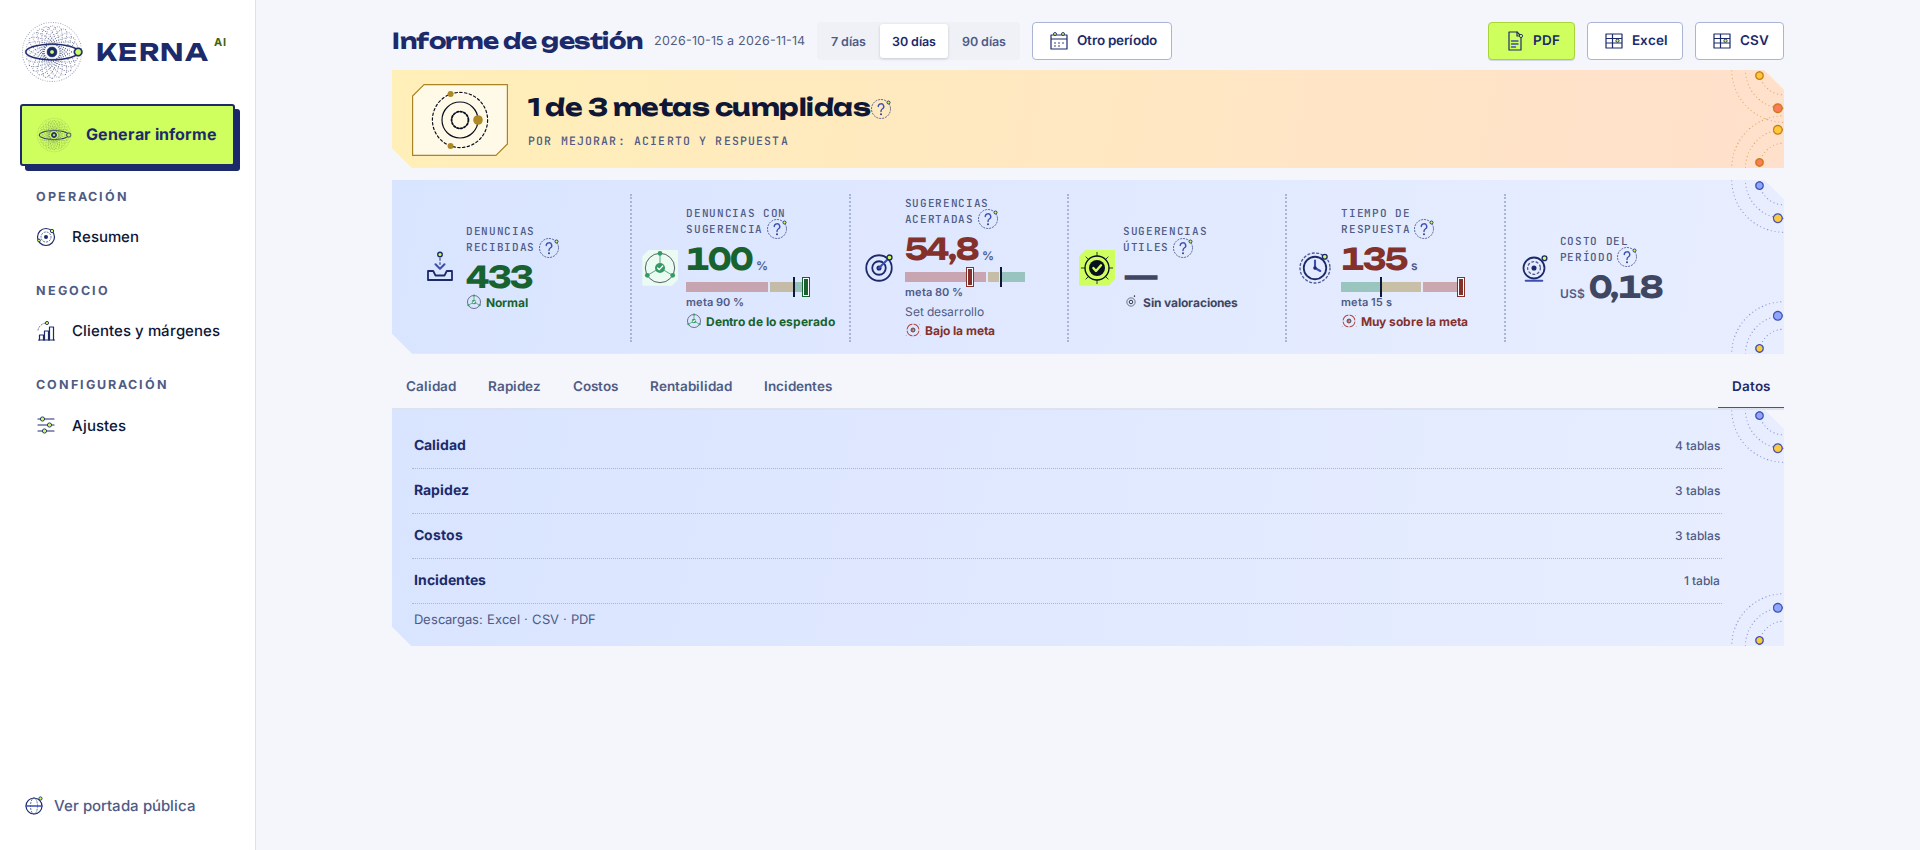 KERNA AI
Generar informe
OPERACIÓN
Resumen
NEGOCIO
Clientes y márgenes
CONFIGURACIÓN
Ajustes
Ver portada pública
Informe de gestión 2026-10-15 a 2026-11-14 7 días 30 días 90 días Otro período PDF Excel CSV
1 de 3 metas cumplidas ?
POR MEJORAR: ACIERTO Y RESPUESTA
DENUNCIAS
RECIBIDAS ?
433
Normal
DENUNCIAS CON
SUGERENCIA ?
100 %
meta 90 %
Dentro de lo esperado
SUGERENCIAS
ACERTADAS ?
54,8 %
meta 80 %
Set desarrollo
Bajo la meta
SUGERENCIAS
ÚTILES ?
—
Sin valoraciones
TIEMPO DE
RESPUESTA ?
135 s
meta 15 s
Muy sobre la meta
COSTO DEL
PERÍODO ?
US$ 0,18
Calidad Rapidez Costos Rentabilidad Incidentes Datos
Calidad 4 tablas
Rapidez 3 tablas
Costos 3 tablas
Incidentes 1 tabla
Descargas: Excel · CSV · PDF